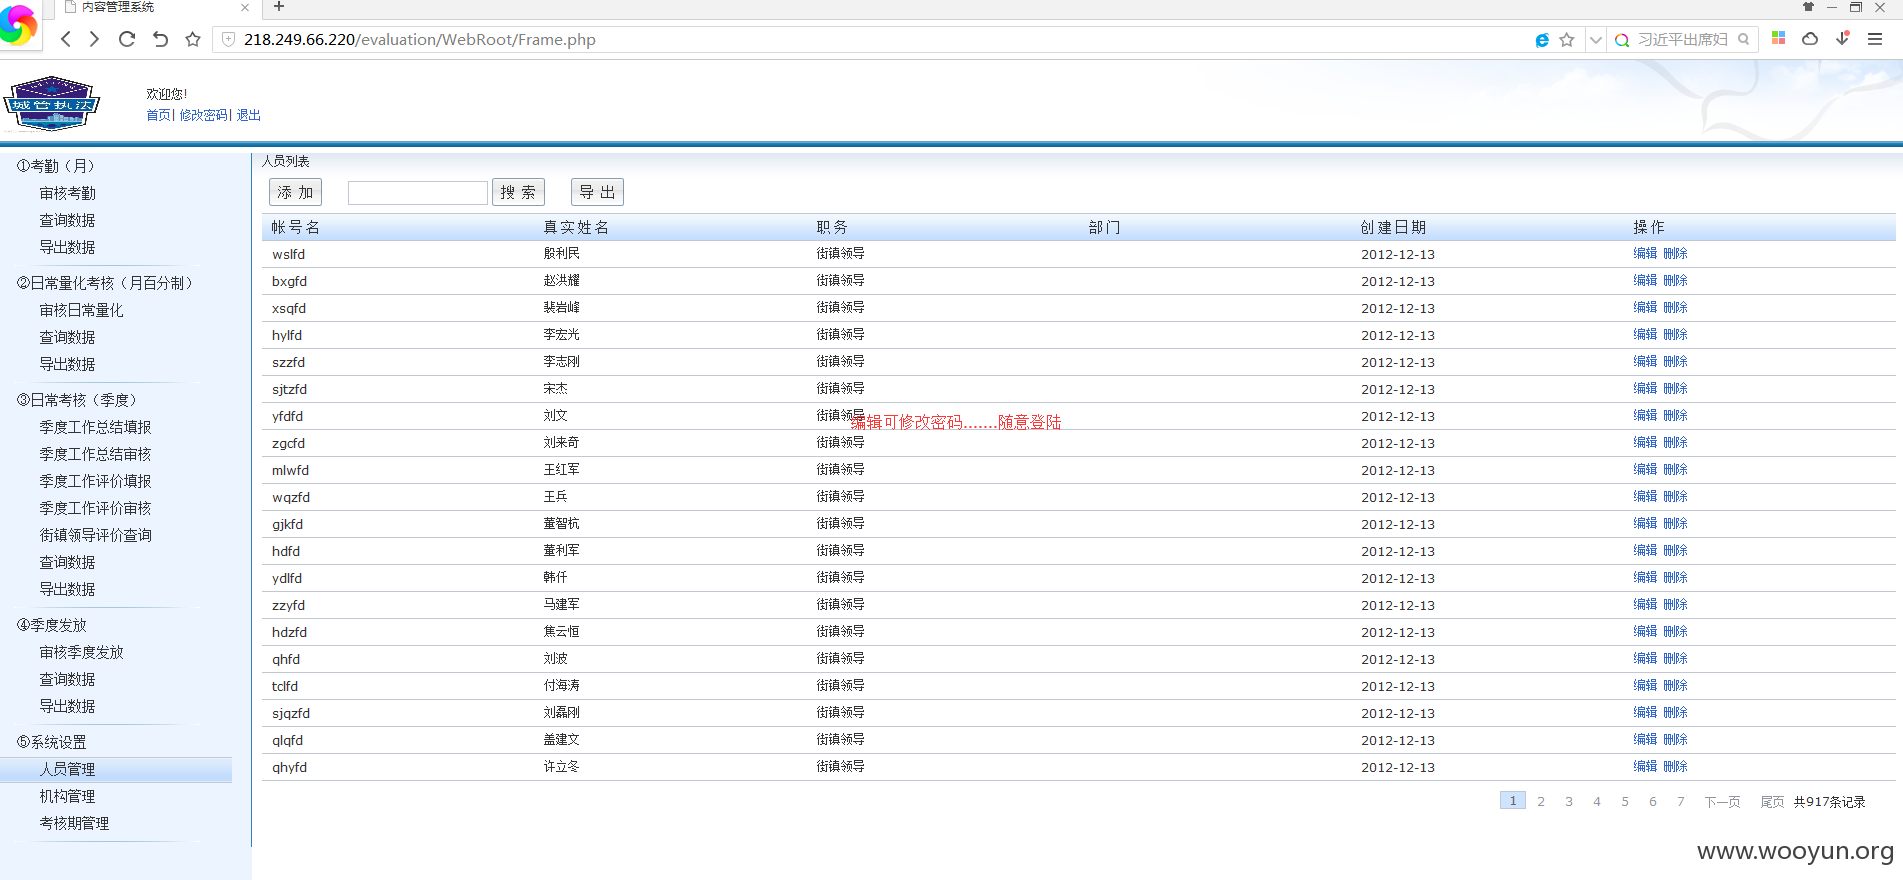 内容管理系统
218.249.66.220/evaluation/WebRoot/Frame.php
习近平出席妇
城管执法
欢迎您!
首页| 修改密码| 退出
①考勤（月）
审核考勤
查询数据
导出数据
②日常量化考核（月百分制）
审核日常量化
查询数据
导出数据
③日常考核（季度）
季度工作总结填报
季度工作总结审核
季度工作评价填报
季度工作评价审核
街镇领导评价查询
查询数据
导出数据
④季度发放
审核季度发放
查询数据
导出数据
⑤系统设置
人员管理
机构管理
考核期管理
人员列表
添 加 搜 索 导 出
帐号名 真实姓名 职务 部门 创建日期 操作
wslfd 殷利民 街镇领导 2012-12-13 编辑 删除
bxgfd 赵洪耀 街镇领导 2012-12-13 编辑 删除
xsqfd 裴岩峰 街镇领导 2012-12-13 编辑 删除
hylfd 李宏光 街镇领导 2012-12-13 编辑 删除
szzfd 李志刚 街镇领导 2012-12-13 编辑 删除
sjtzfd 宋杰 街镇领导 2012-12-13 编辑 删除
yfdfd 刘文 街镇领导 2012-12-13 编辑 删除
编辑可修改密码.......随意登陆
zgcfd 刘来奇 街镇领导 2012-12-13 编辑 删除
mlwfd 王红军 街镇领导 2012-12-13 编辑 删除
wqzfd 王兵 街镇领导 2012-12-13 编辑 删除
gjkfd 董智杭 街镇领导 2012-12-13 编辑 删除
hdfd 董利军 街镇领导 2012-12-13 编辑 删除
ydlfd 韩仟 街镇领导 2012-12-13 编辑 删除
zzyfd 马建军 街镇领导 2012-12-13 编辑 删除
hdzfd 焦云恒 街镇领导 2012-12-13 编辑 删除
qhfd 刘波 街镇领导 2012-12-13 编辑 删除
tclfd 付海涛 街镇领导 2012-12-13 编辑 删除
sjqzfd 刘磊刚 街镇领导 2012-12-13 编辑 删除
qlqfd 盖建文 街镇领导 2012-12-13 编辑 删除
qhyfd 许立冬 街镇领导 2012-12-13 编辑 删除
1 2 3 4 5 6 7 下一页 尾页 共917条记录
www.wooyun.org